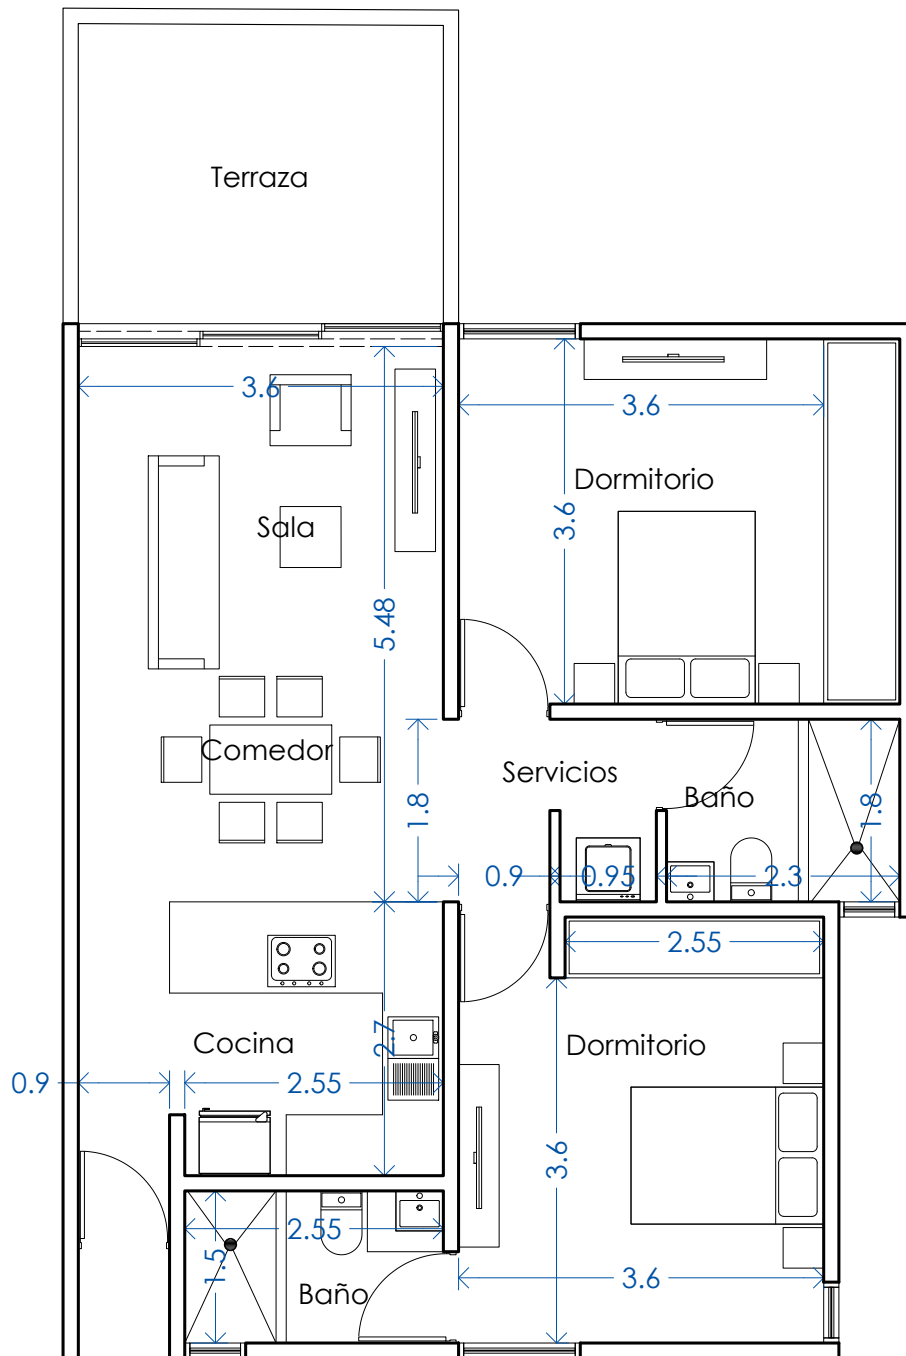 Terraza
3.6
3.6
Dormitorio
3.6
Sala
5.48
Comedor
Servicios
Baño
1.8
1.8
0.9
0.95
2.3
2.55
Cocina
2.7
Dormitorio
0.9
2.55
3.6
2.55
1.5
3.6
Baño